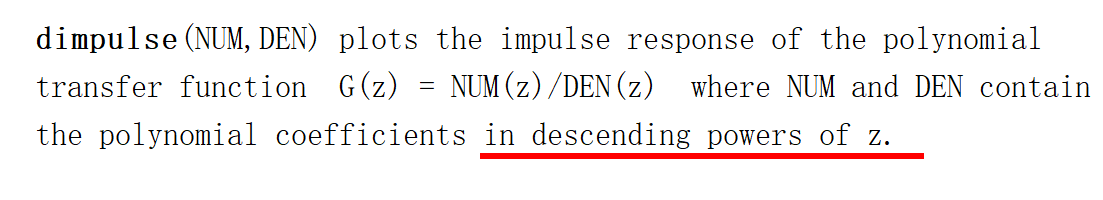 dimpulse(NUM,DEN) plots the impulse response of the polynomial
transfer function G(z) = NUM(z)/DEN(z) where NUM and DEN contain
the polynomial coefficients in descending powers of z.